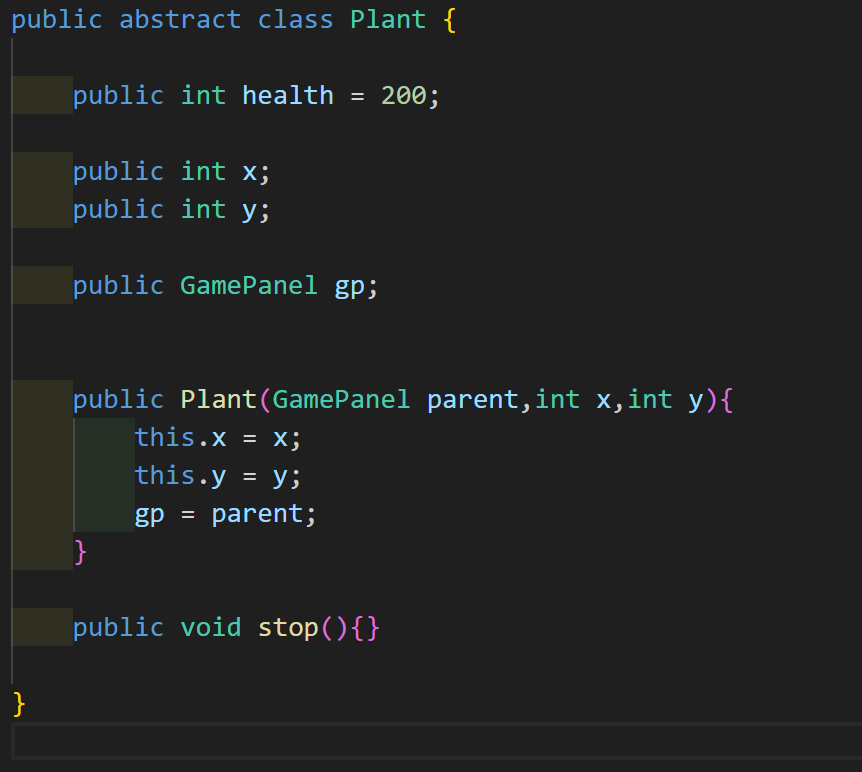 public abstract class Plant {
    public int health = 200;
    public int x;
    public int y;
    public GamePanel gp;
    public Plant(GamePanel parent,int x,int y){
        this.x = x;
        this.y = y;
        gp = parent;
    }
    public void stop(){}
}